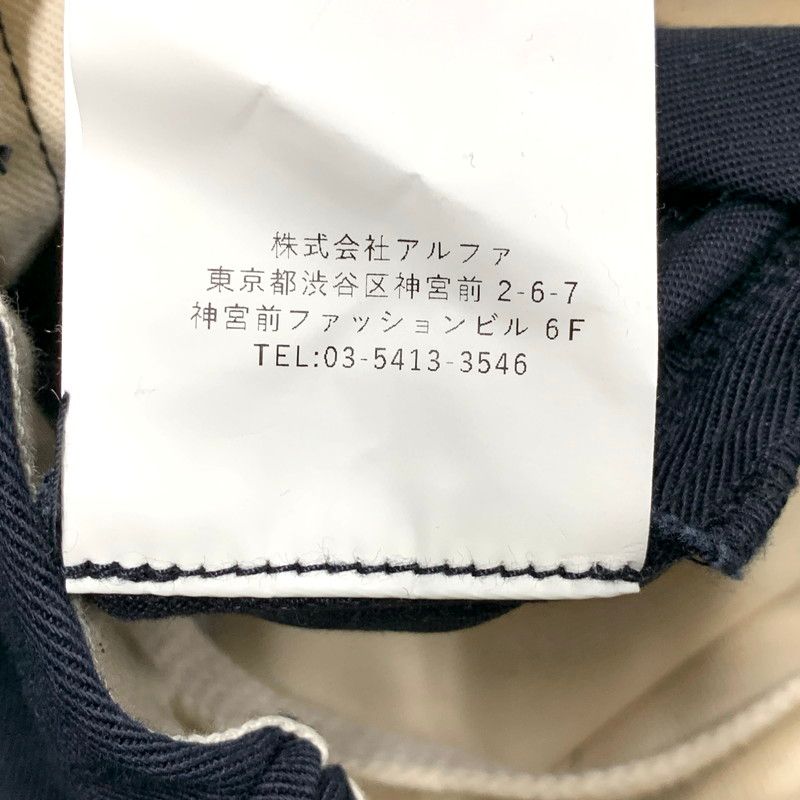 株式会社アルファ
東京都渋谷区神宮前 2-6-7
神宮前ファッションビル 6F
TEL:03-5413-3546